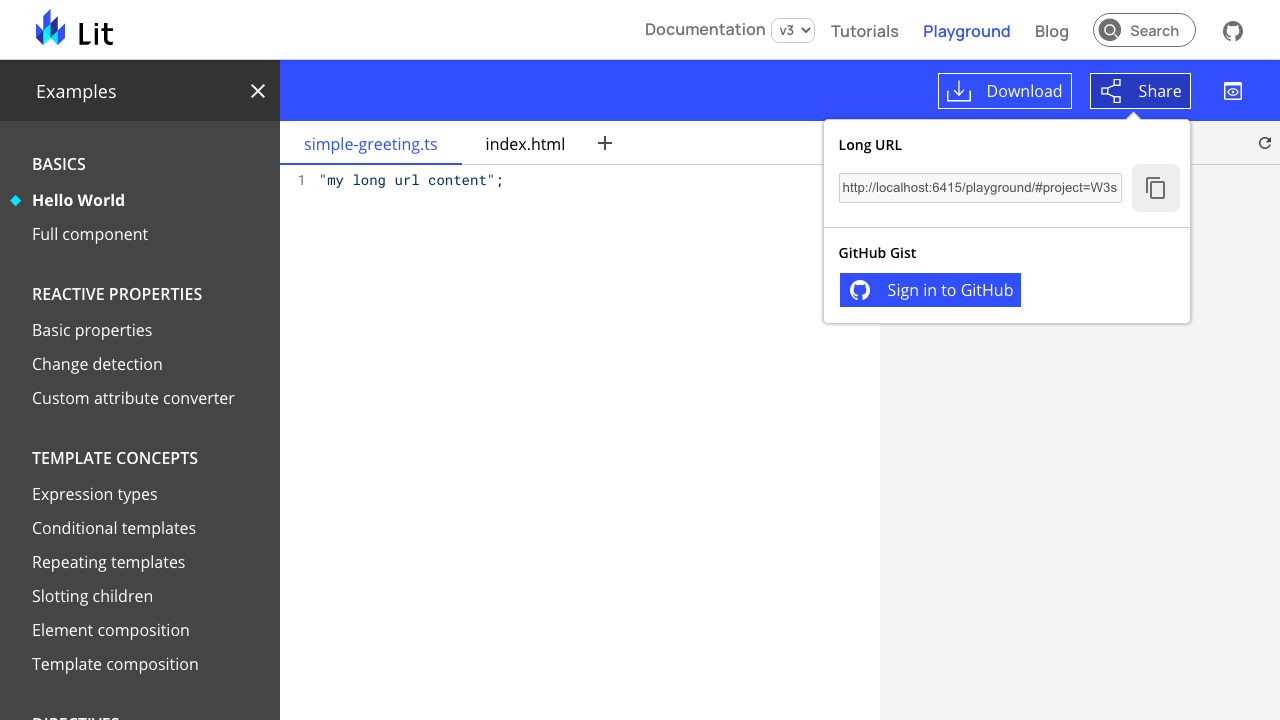 Lit
Documentation v3 Tutorials Playground Blog Search
Examples
Download Share
BASICS
Hello World
Full component
REACTIVE PROPERTIES
Basic properties
Change detection
Custom attribute converter
TEMPLATE CONCEPTS
Expression types
Conditional templates
Repeating templates
Slotting children
Element composition
Template composition
DIRECTIVES
simple-greeting.ts index.html
1 "my long url content";
Long URL
http://localhost:6415/playground/#project=W3s
GitHub Gist
Sign in to GitHub